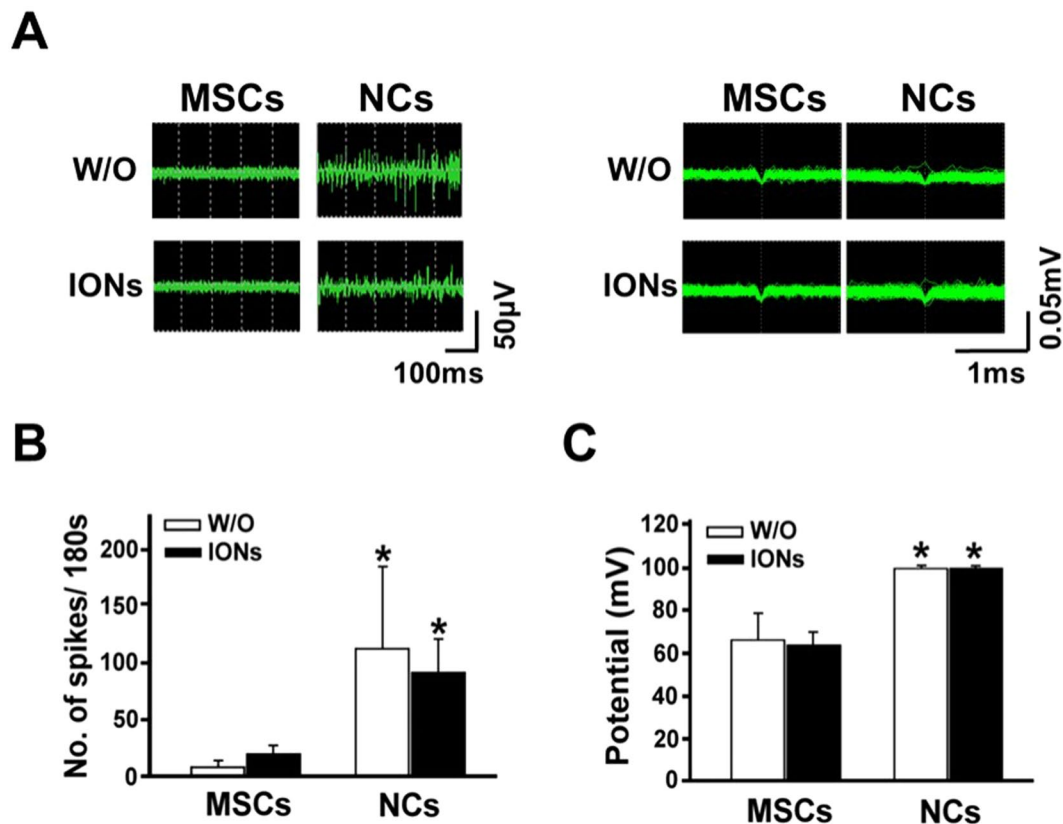 A
MSCs NCs MSCs NCs
W/O W/O
IONs IONs
50μV 0.05mV
100ms 1ms
B C
No. of spikes/ 180s
W/O
IONs
200
150
100
50
0
* *
MSCs NCs
Potential (mV)
W/O
IONs
120
100
80
60
40
20
0
* *
MSCs NCs